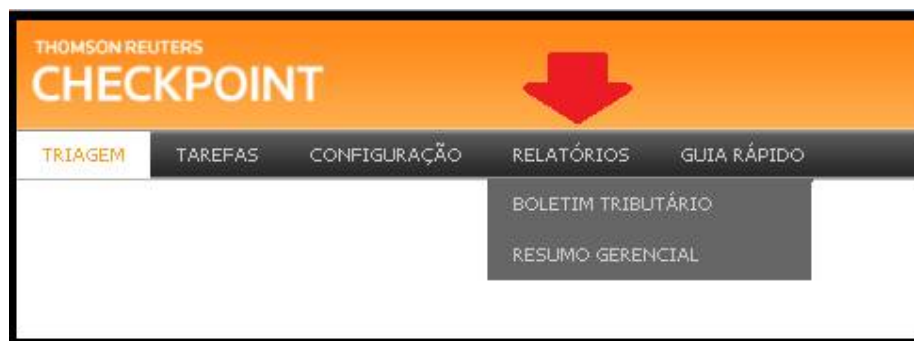 THOMSON REUTERS
CHECKPOINT
TRIAGEM TAREFAS CONFIGURAÇÃO RELATÓRIOS GUIA RÁPIDO
BOLETIM TRIBUTÁRIO
RESUMO GERENCIAL